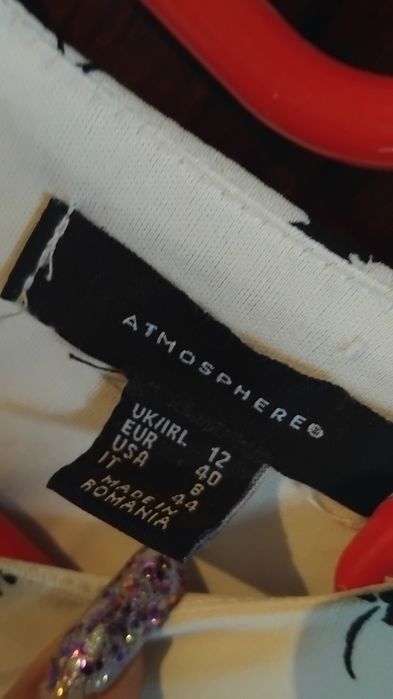 ATMOSPHERE®
UK/IRL 12
EUR 40
USA 8
IT 44
MADE IN
ROMANIA